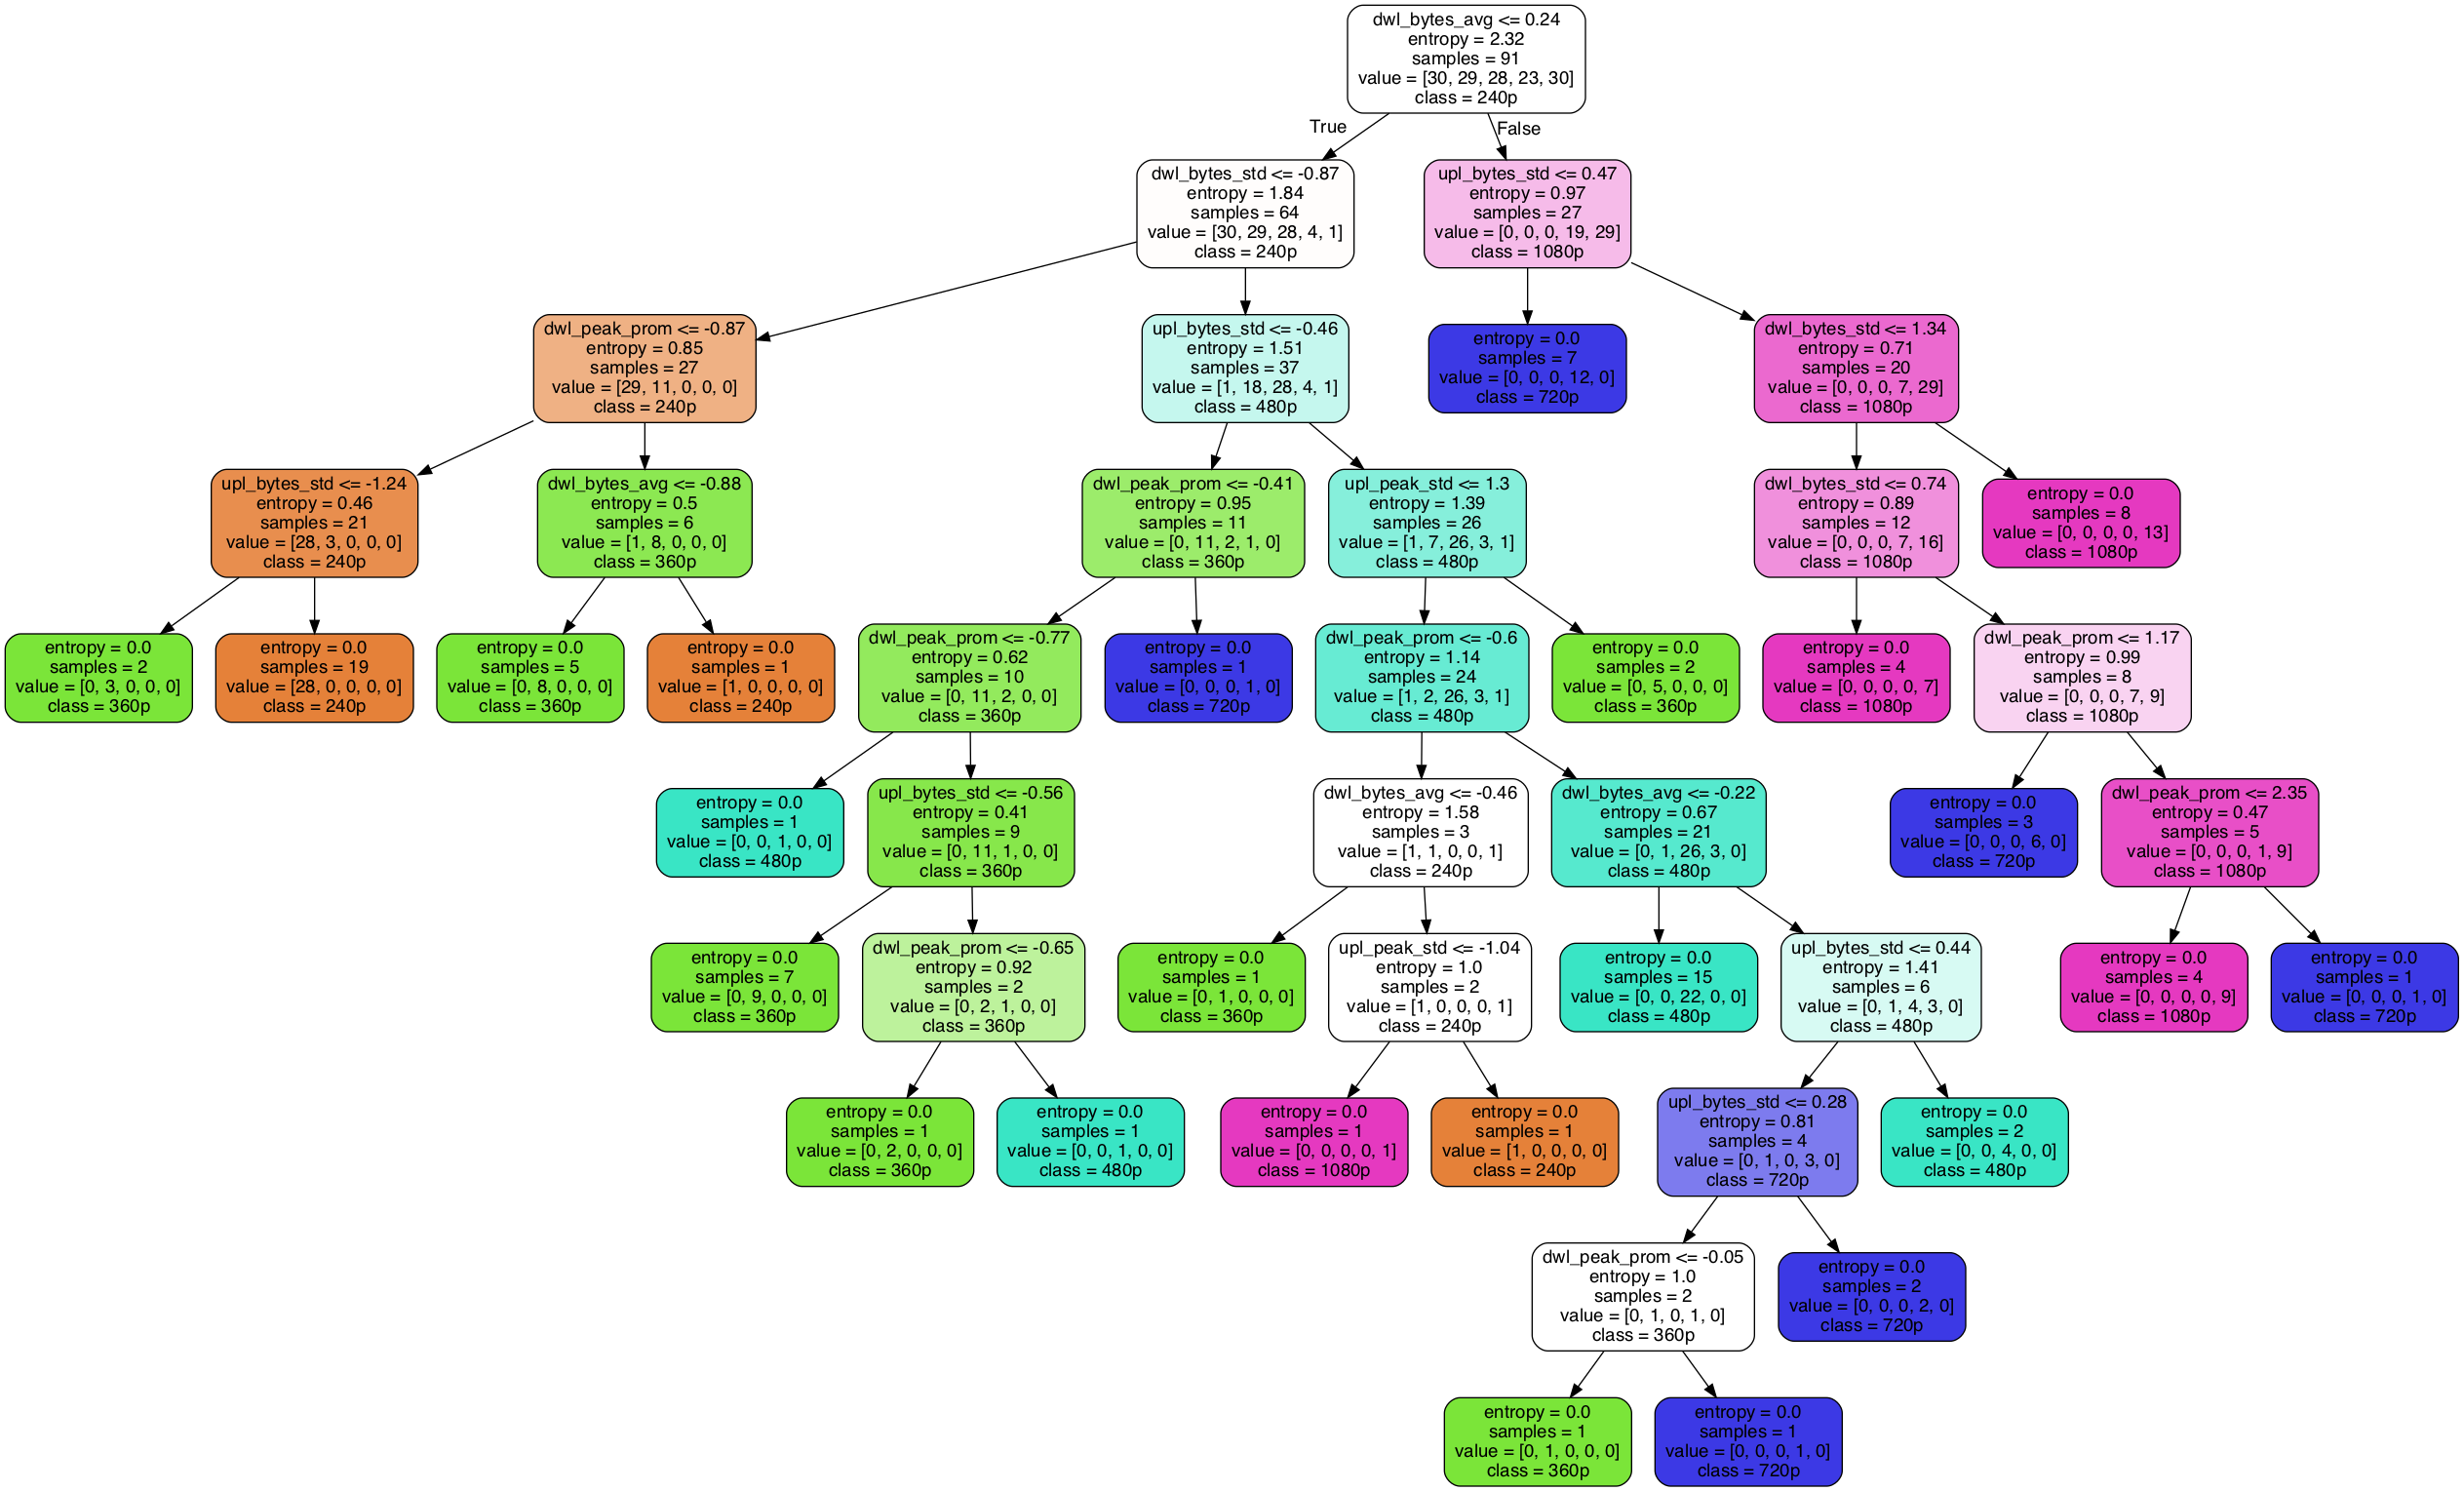 dwl_bytes_avg <= 0.24
entropy = 2.32
samples = 91
value = [30, 29, 28, 23, 30]
class = 240p
True
False
dwl_bytes_std <= -0.87
entropy = 1.84
samples = 64
value = [30, 29, 28, 4, 1]
class = 240p
upl_bytes_std <= 0.47
entropy = 0.97
samples = 27
value = [0, 0, 0, 19, 29]
class = 1080p
dwl_peak_prom <= -0.87
entropy = 0.85
samples = 27
value = [29, 11, 0, 0, 0]
class = 240p
upl_bytes_std <= -0.46
entropy = 1.51
samples = 37
value = [1, 18, 28, 4, 1]
class = 480p
entropy = 0.0
samples = 7
value = [0, 0, 0, 12, 0]
class = 720p
dwl_bytes_std <= 1.34
entropy = 0.71
samples = 20
value = [0, 0, 0, 7, 29]
class = 1080p
upl_bytes_std <= -1.24
entropy = 0.46
samples = 21
value = [28, 3, 0, 0, 0]
class = 240p
dwl_bytes_avg <= -0.88
entropy = 0.5
samples = 6
value = [1, 8, 0, 0, 0]
class = 360p
dwl_peak_prom <= -0.41
entropy = 0.95
samples = 11
value = [0, 11, 2, 1, 0]
class = 360p
upl_peak_std <= 1.3
entropy = 1.39
samples = 26
value = [1, 7, 26, 3, 1]
class = 480p
dwl_bytes_std <= 0.74
entropy = 0.89
samples = 12
value = [0, 0, 0, 7, 16]
class = 1080p
entropy = 0.0
samples = 8
value = [0, 0, 0, 0, 13]
class = 1080p
entropy = 0.0
samples = 2
value = [0, 3, 0, 0, 0]
class = 360p
entropy = 0.0
samples = 19
value = [28, 0, 0, 0, 0]
class = 240p
entropy = 0.0
samples = 5
value = [0, 8, 0, 0, 0]
class = 360p
entropy = 0.0
samples = 1
value = [1, 0, 0, 0, 0]
class = 240p
dwl_peak_prom <= -0.77
entropy = 0.62
samples = 10
value = [0, 11, 2, 0, 0]
class = 360p
entropy = 0.0
samples = 1
value = [0, 0, 0, 1, 0]
class = 720p
dwl_peak_prom <= -0.6
entropy = 1.14
samples = 24
value = [1, 2, 26, 3, 1]
class = 480p
entropy = 0.0
samples = 2
value = [0, 5, 0, 0, 0]
class = 360p
entropy = 0.0
samples = 4
value = [0, 0, 0, 0, 7]
class = 1080p
dwl_peak_prom <= 1.17
entropy = 0.99
samples = 8
value = [0, 0, 0, 7, 9]
class = 1080p
entropy = 0.0
samples = 1
value = [0, 0, 1, 0, 0]
class = 480p
upl_bytes_std <= -0.56
entropy = 0.41
samples = 9
value = [0, 11, 1, 0, 0]
class = 360p
dwl_bytes_avg <= -0.46
entropy = 1.58
samples = 3
value = [1, 1, 0, 0, 1]
class = 240p
dwl_bytes_avg <= -0.22
entropy = 0.67
samples = 21
value = [0, 1, 26, 3, 0]
class = 480p
entropy = 0.0
samples = 3
value = [0, 0, 0, 6, 0]
class = 720p
dwl_peak_prom <= 2.35
entropy = 0.47
samples = 5
value = [0, 0, 0, 1, 9]
class = 1080p
entropy = 0.0
samples = 7
value = [0, 9, 0, 0, 0]
class = 360p
dwl_peak_prom <= -0.65
entropy = 0.92
samples = 2
value = [0, 2, 1, 0, 0]
class = 360p
entropy = 0.0
samples = 1
value = [0, 1, 0, 0, 0]
class = 360p
upl_peak_std <= -1.04
entropy = 1.0
samples = 2
value = [1, 0, 0, 0, 1]
class = 240p
entropy = 0.0
samples = 15
value = [0, 0, 22, 0, 0]
class = 480p
upl_bytes_std <= 0.44
entropy = 1.41
samples = 6
value = [0, 1, 4, 3, 0]
class = 480p
entropy = 0.0
samples = 4
value = [0, 0, 0, 0, 9]
class = 1080p
entropy = 0.0
samples = 1
value = [0, 0, 0, 1, 0]
class = 720p
entropy = 0.0
samples = 1
value = [0, 2, 0, 0, 0]
class = 360p
entropy = 0.0
samples = 1
value = [0, 0, 1, 0, 0]
class = 480p
entropy = 0.0
samples = 1
value = [0, 0, 0, 0, 1]
class = 1080p
entropy = 0.0
samples = 1
value = [1, 0, 0, 0, 0]
class = 240p
upl_bytes_std <= 0.28
entropy = 0.81
samples = 4
value = [0, 1, 0, 3, 0]
class = 720p
entropy = 0.0
samples = 2
value = [0, 0, 4, 0, 0]
class = 480p
dwl_peak_prom <= -0.05
entropy = 1.0
samples = 2
value = [0, 1, 0, 1, 0]
class = 360p
entropy = 0.0
samples = 2
value = [0, 0, 0, 2, 0]
class = 720p
entropy = 0.0
samples = 1
value = [0, 1, 0, 0, 0]
class = 360p
entropy = 0.0
samples = 1
value = [0, 0, 0, 1, 0]
class = 720p